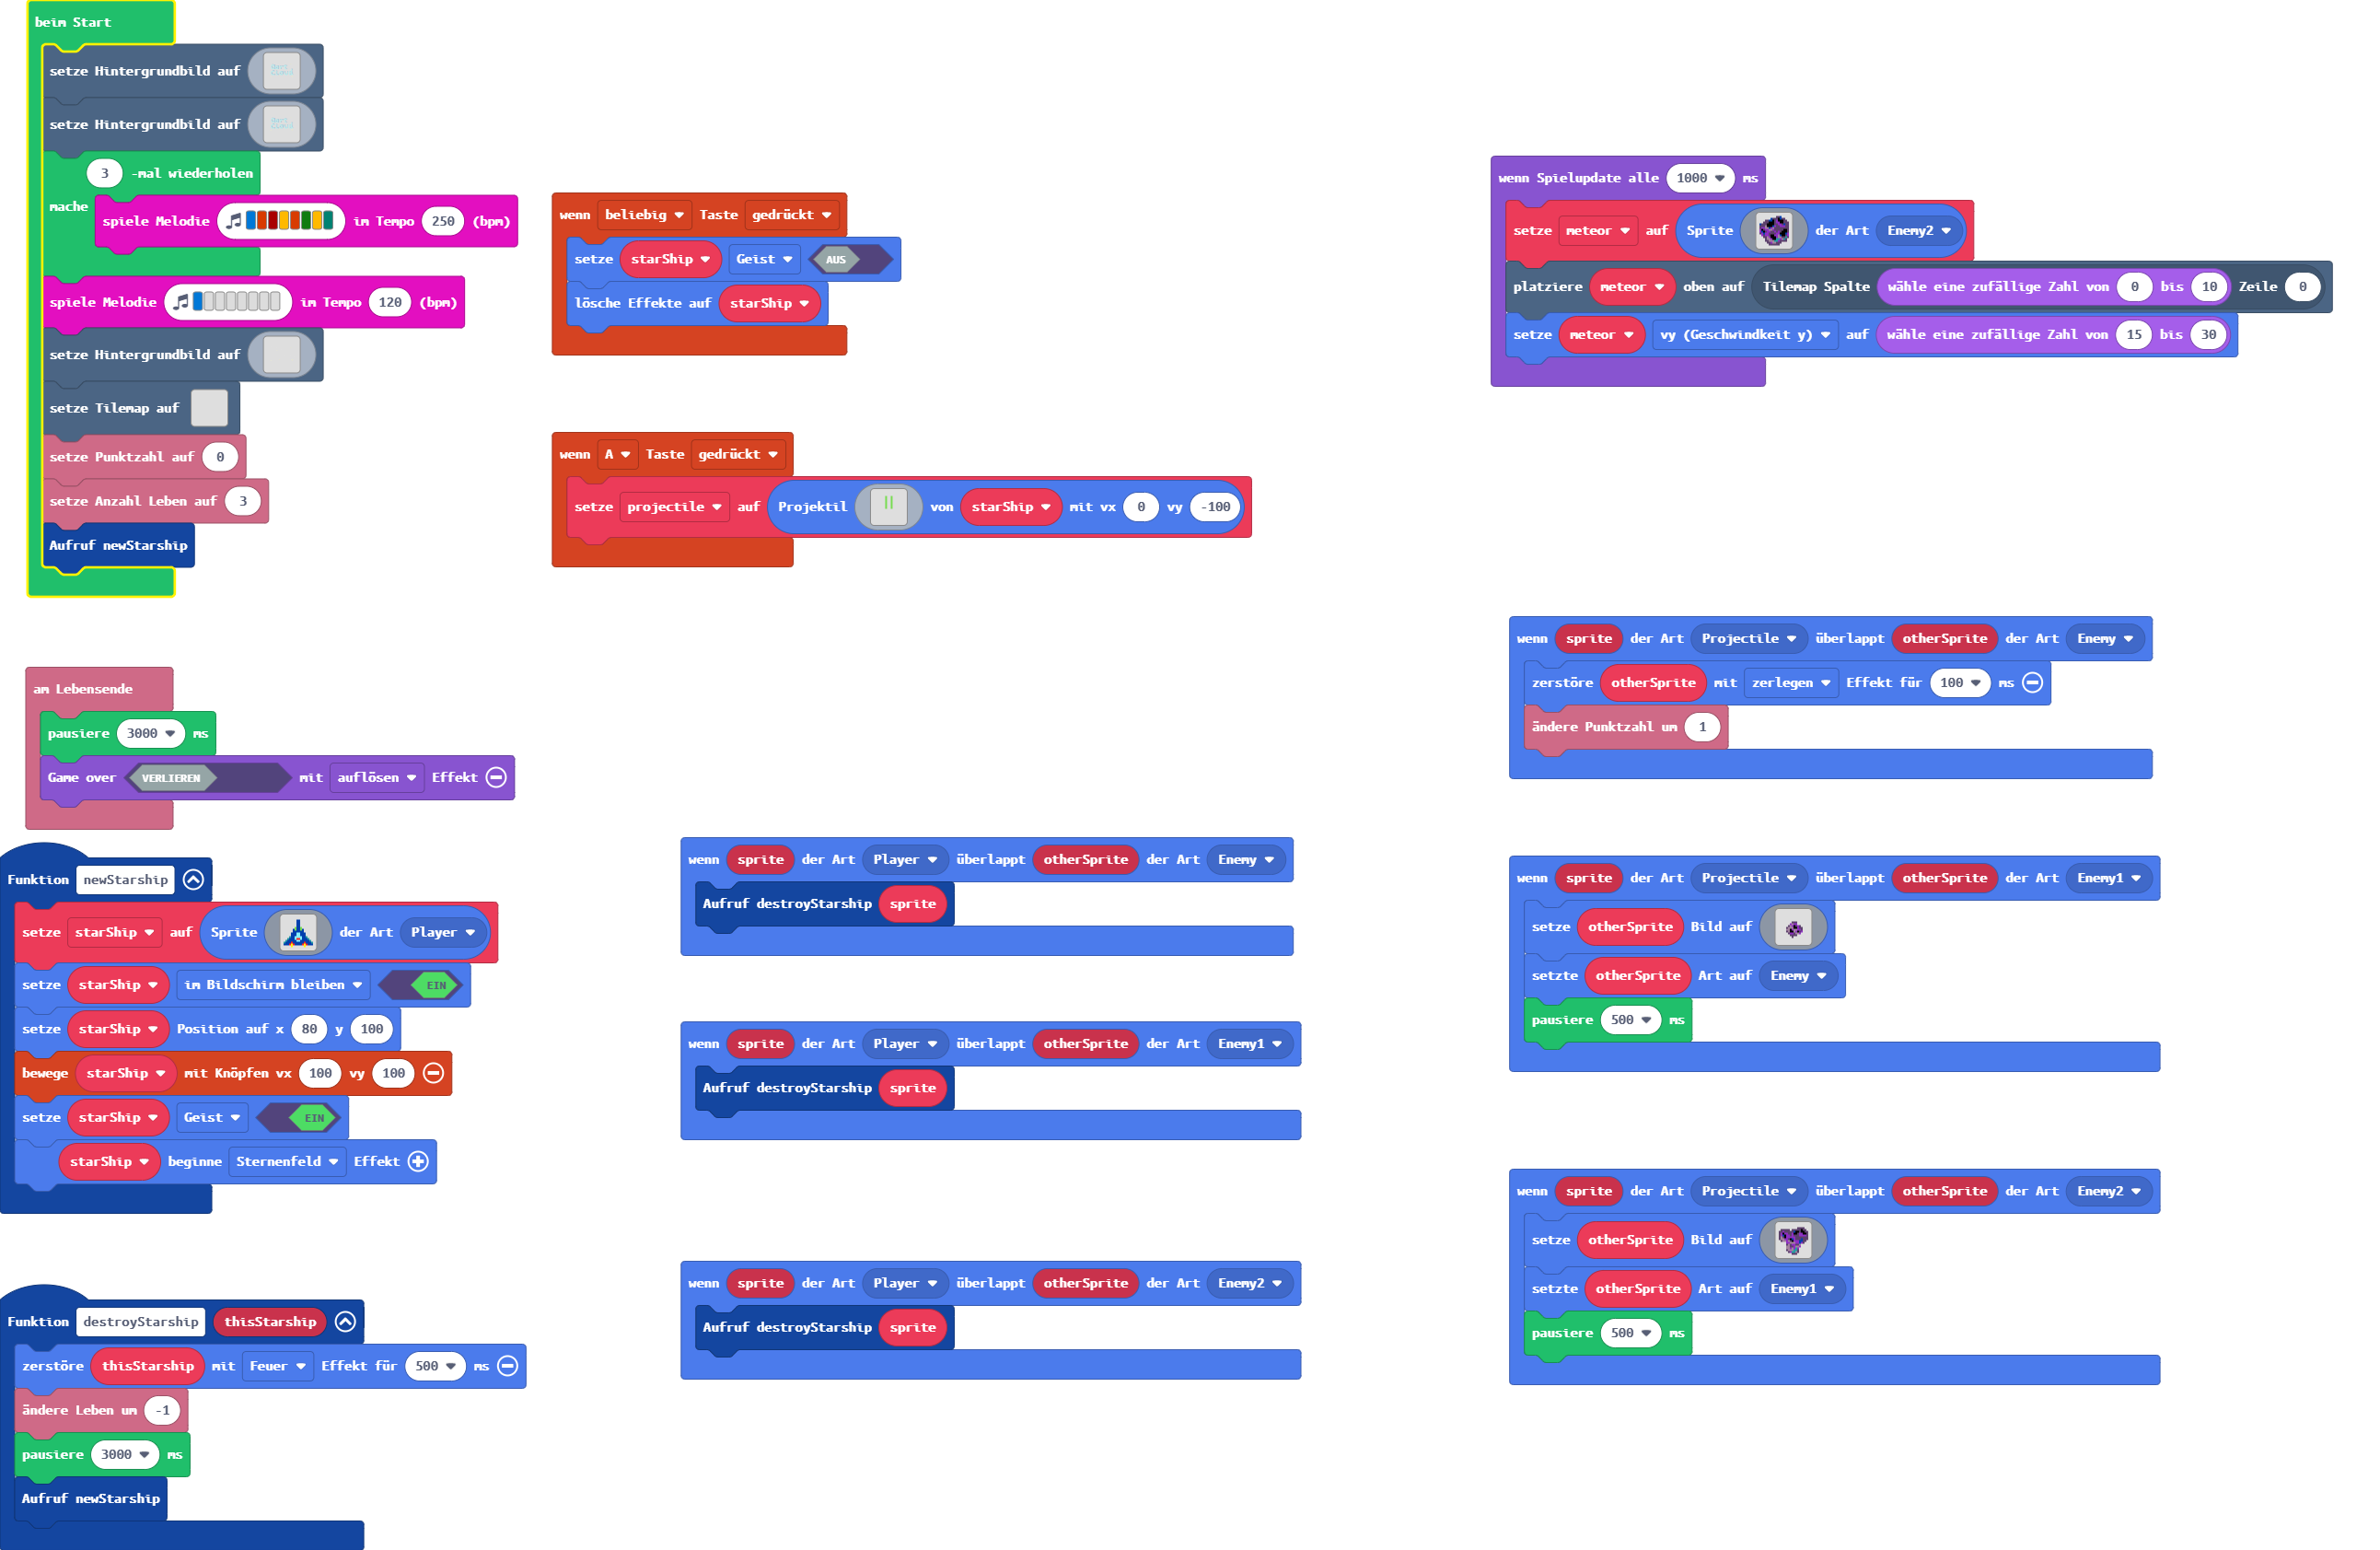 beim Start
setze Hintergrundbild auf
setze Hintergrundbild auf
3 -mal wiederholen
mache spiele Melodie im Tempo 250 (bpm)
spiele Melodie im Tempo 120 (bpm)
setze Hintergrundbild auf
setze Tilemap auf
setze Punktzahl auf 0
setze Anzahl Leben auf 3
Aufruf newStarship
am Lebensende
pausiere 3000 ms
Game over VERLIEREN mit auflösen Effekt
Funktion newStarship
setze starShip auf Sprite der Art Player
setze starShip im Bildschirm bleiben EIN
setze starShip Position auf x 80 y 100
bewege starShip mit Knöpfen vx 100 vy 100
setze starShip Geist EIN
starShip beginne Sternenfeld Effekt
Funktion destroyStarship thisStarship
zerstöre thisStarship mit Feuer Effekt für 500 ms
ändere Leben um -1
pausiere 3000 ms
Aufruf newStarship
wenn beliebig Taste gedrückt
setze starShip Geist AUS
lösche Effekte auf starShip
wenn A Taste gedrückt
setze projectile auf Projektil von starShip mit vx 0 vy -100
wenn sprite der Art Player überlappt otherSprite der Art Enemy
Aufruf destroyStarship sprite
wenn sprite der Art Player überlappt otherSprite der Art Enemy1
Aufruf destroyStarship sprite
wenn sprite der Art Player überlappt otherSprite der Art Enemy2
Aufruf destroyStarship sprite
wenn Spielupdate alle 1000 ms
setze meteor auf Sprite der Art Enemy2
platziere meteor oben auf Tilemap Spalte wähle eine zufällige Zahl von 0 bis 10 Zeile 0
setze meteor vy (Geschwindkeit y) auf wähle eine zufällige Zahl von 15 bis 30
wenn sprite der Art Projectile überlappt otherSprite der Art Enemy
zerstöre otherSprite mit zerlegen Effekt für 100 ms
ändere Punktzahl um 1
wenn sprite der Art Projectile überlappt otherSprite der Art Enemy1
setze otherSprite Bild auf
setzte otherSprite Art auf Enemy
pausiere 500 ms
wenn sprite der Art Projectile überlappt otherSprite der Art Enemy2
setze otherSprite Bild auf
setzte otherSprite Art auf Enemy1
pausiere 500 ms